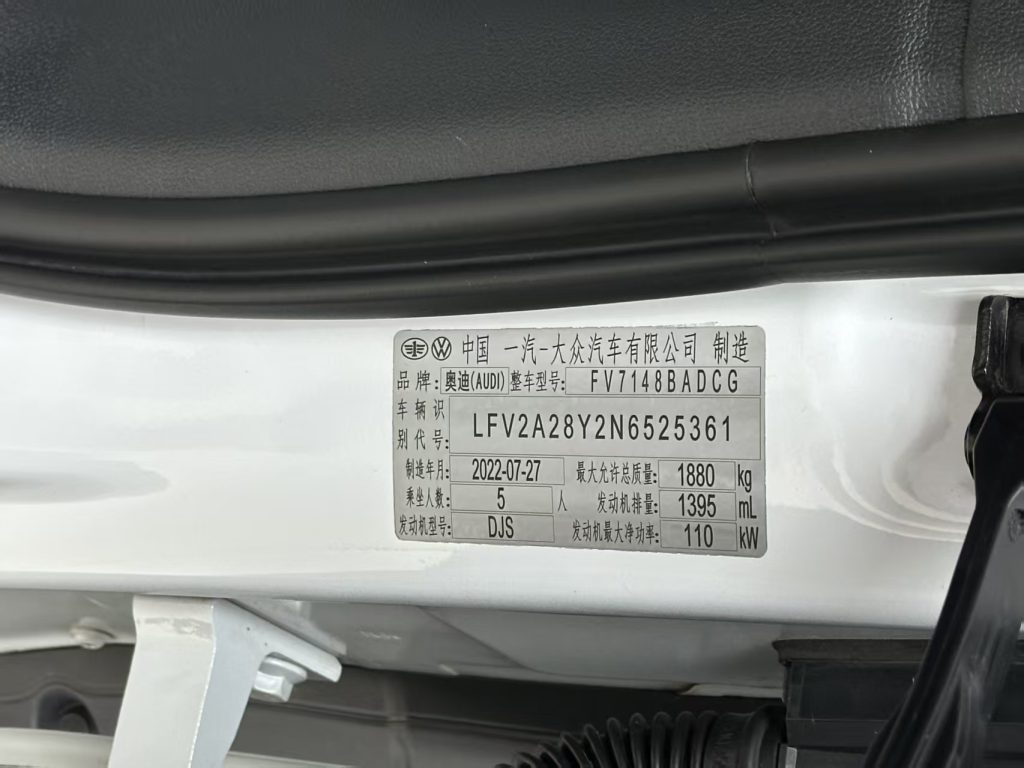 中国 一汽-大众汽车有限公司 制造
品牌: 奥迪(AUDI) 整车型号: FV7148BADCG
车辆识别代号: LFV2A28Y2N6525361
制造年月: 2022-07-27 最大允许总质量: 1880 kg
乘坐人数: 5 人 发动机排量: 1395 mL
发动机型号: DJS 发动机最大净功率: 110 kW